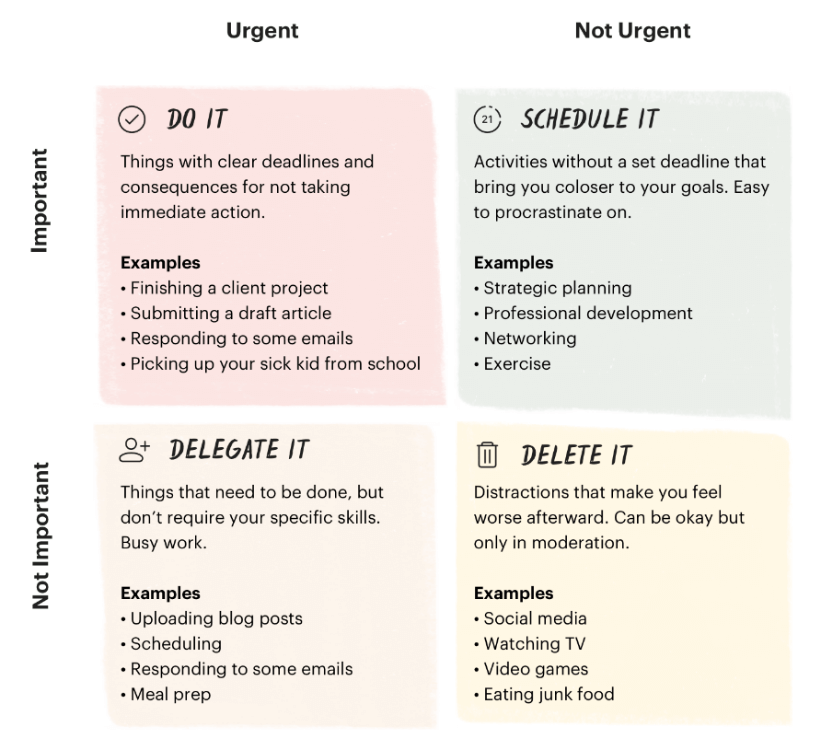 Urgent
Not Urgent
Important
DO IT
Things with clear deadlines and
consequences for not taking
immediate action.
Examples
• Finishing a client project
• Submitting a draft article
• Responding to some emails
• Picking up your sick kid from school
21
SCHEDULE IT
Activities without a set deadline that
bring you coloser to your goals. Easy
to procrastinate on.
Examples
• Strategic planning
• Professional development
• Networking
• Exercise
Not Important
DELEGATE IT
Things that need to be done, but
don’t require your specific skills.
Busy work.
Examples
• Uploading blog posts
• Scheduling
• Responding to some emails
• Meal prep
DELETE IT
Distractions that make you feel
worse afterward. Can be okay but
only in moderation.
Examples
• Social media
• Watching TV
• Video games
• Eating junk food